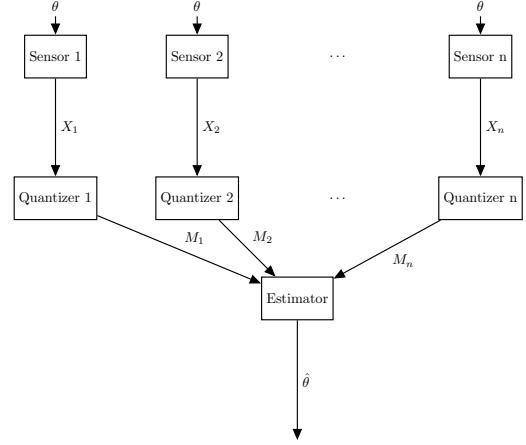 θ θ θ
Sensor 1 Sensor 2 ... Sensor n
X₁ X₂ Xₙ
Quantizer 1 Quantizer 2 ... Quantizer n
M₁ M₂
Mₙ
Estimator
θ̂